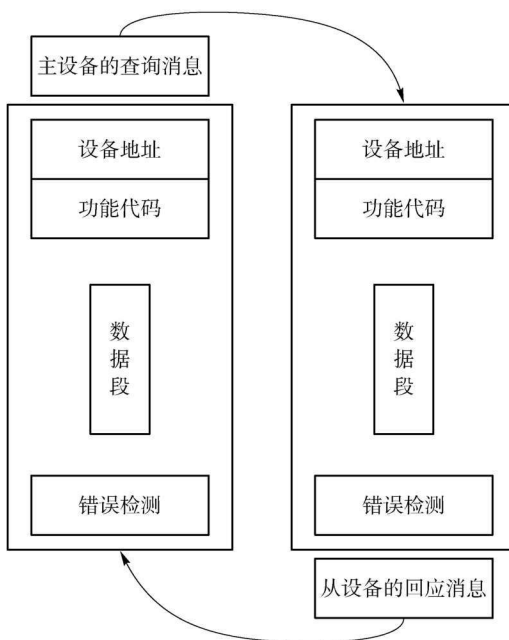 主设备的查询消息
设备地址
功能代码
数据段
错误检测
设备地址
功能代码
数据段
错误检测
从设备的回应消息